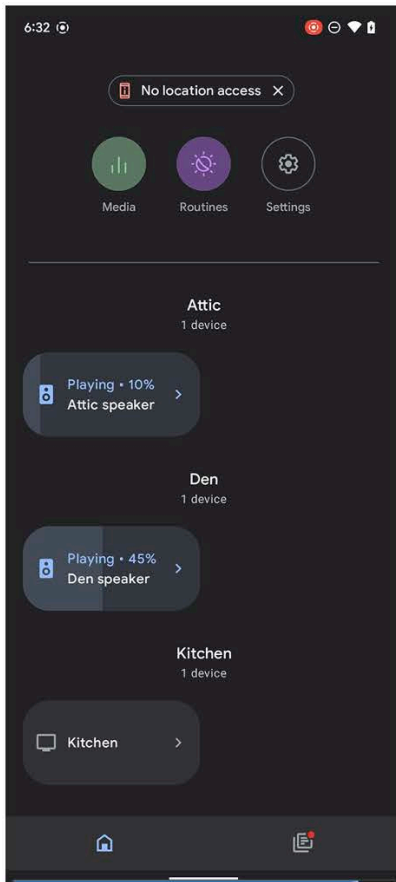 6:32
No location access
Media Routines Settings
Attic
1 device
Playing • 10%
Attic speaker
Den
1 device
Playing • 45%
Den speaker
Kitchen
1 device
Kitchen